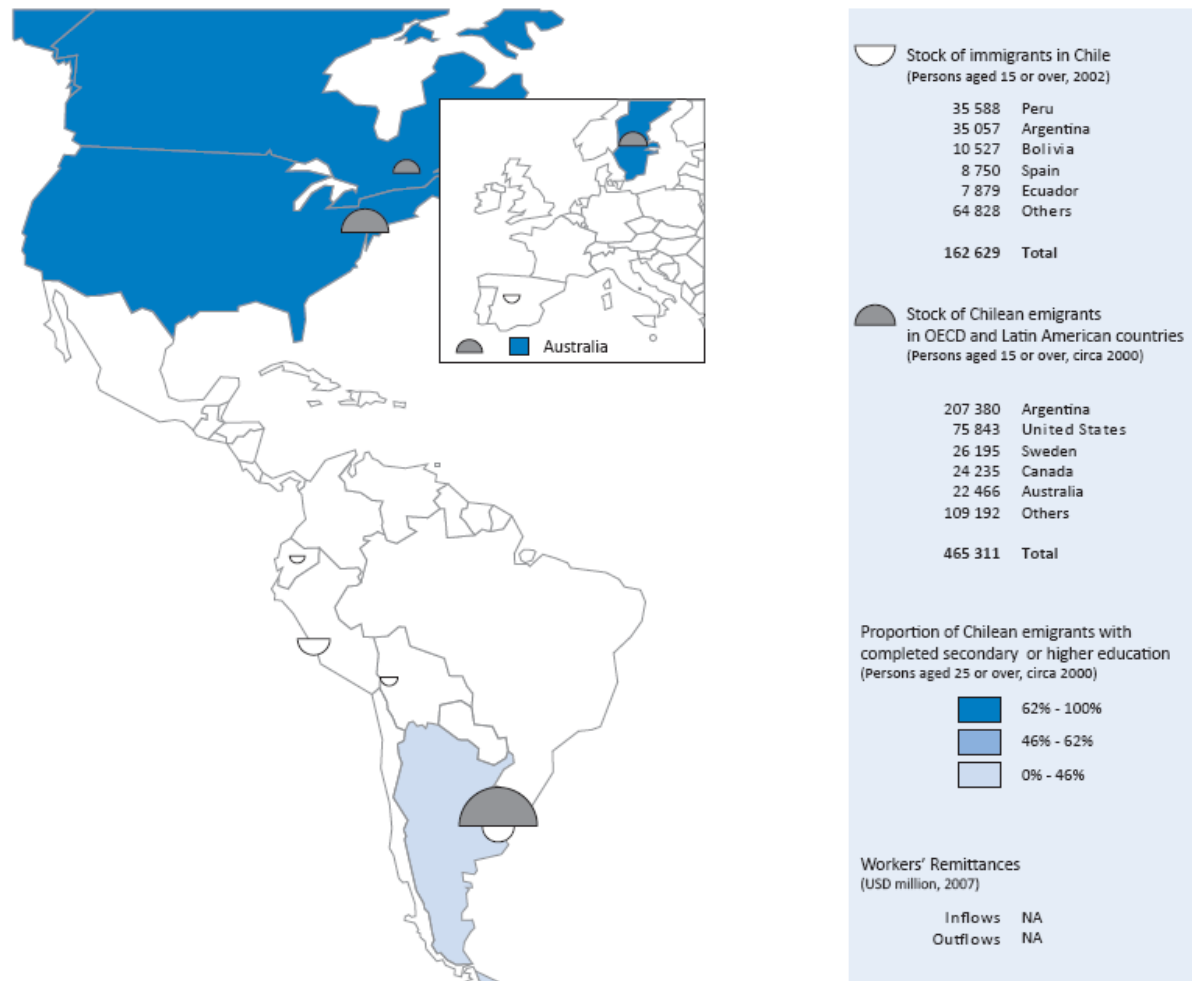 Australia
Stock of immigrants in Chile
(Persons aged 15 or over, 2002)
35 588 Peru
35 057 Argentina
10 527 Bolivia
8 750 Spain
7 879 Ecuador
64 828 Others
162 629 Total
Stock of Chilean emigrants
in OECD and Latin American countries
(Persons aged 15 or over, circa 2000)
207 380 Argentina
75 843 United States
26 195 Sweden
24 235 Canada
22 466 Australia
109 192 Others
465 311 Total
Proportion of Chilean emigrants with
completed secondary or higher education
(Persons aged 25 or over, circa 2000)
62% - 100%
46% - 62%
0% - 46%
Workers' Remittances
(USD million, 2007)
Inflows NA
Outflows NA